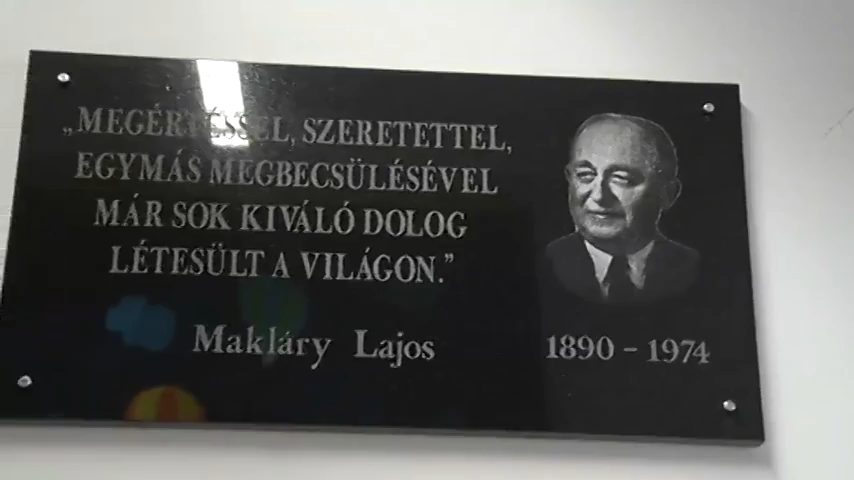 „MEGÉRTÉSSEL, SZERETETTEL,
EGYMÁS MEGBECSÜLÉSÉVEL
MÁR SOK KIVÁLÓ DOLOG
LÉTESÜLT A VILÁGON.”
Makláry Lajos
1890 – 1974